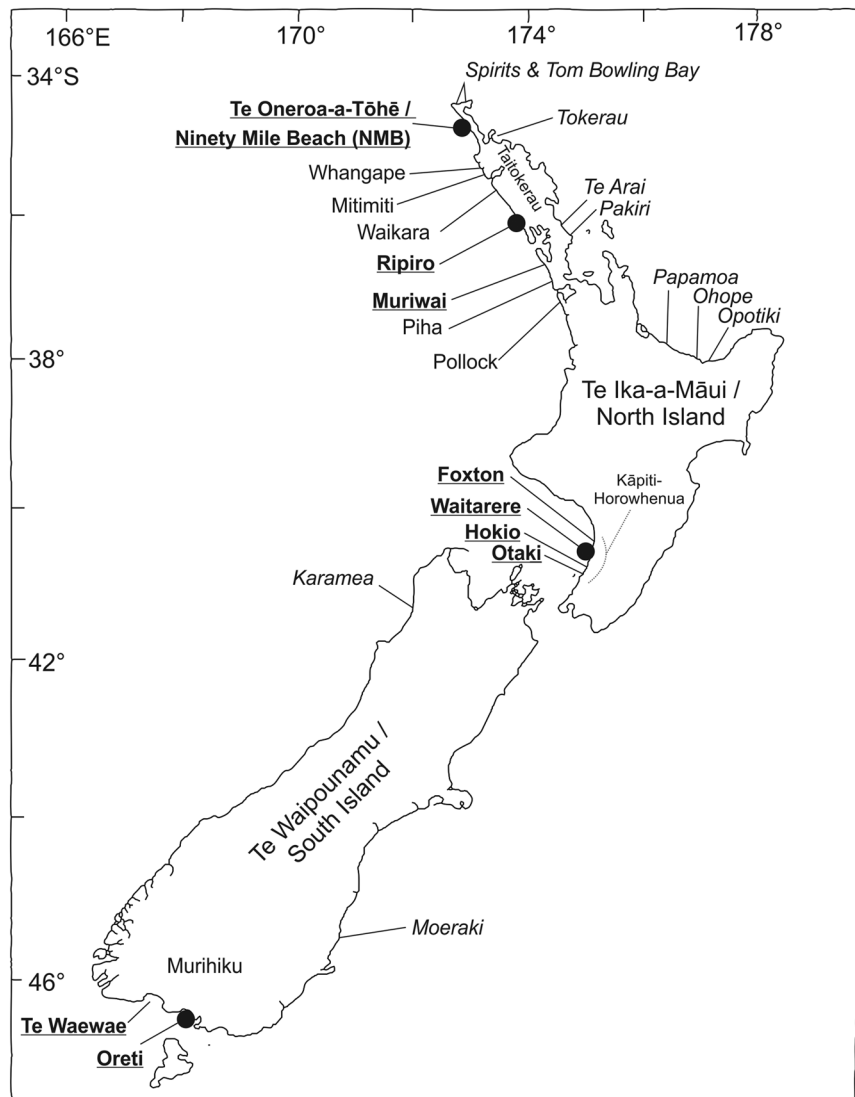 166°E
170°
174°
178°
34°S
Spirits & Tom Bowling Bay
Te Oneroa-a-Tōhē /
Ninety Mile Beach (NMB)
Tokerau
Whangape
Taitokerau
Te Arai
Mitimiti
Pakiri
Waikara
Ripiro
Papamoa
Muriwai
Ohope
Opotiki
Piha
38°
Pollock
Te Ika-a-Māui /
North Island
Foxton
Kāpiti-
Horowhenua
Waitarere
Hokio
Otaki
Karamea
42°
Te Waipounamu /
South Island
Moeraki
Murihiku
46°
Te Waewae
Oreti